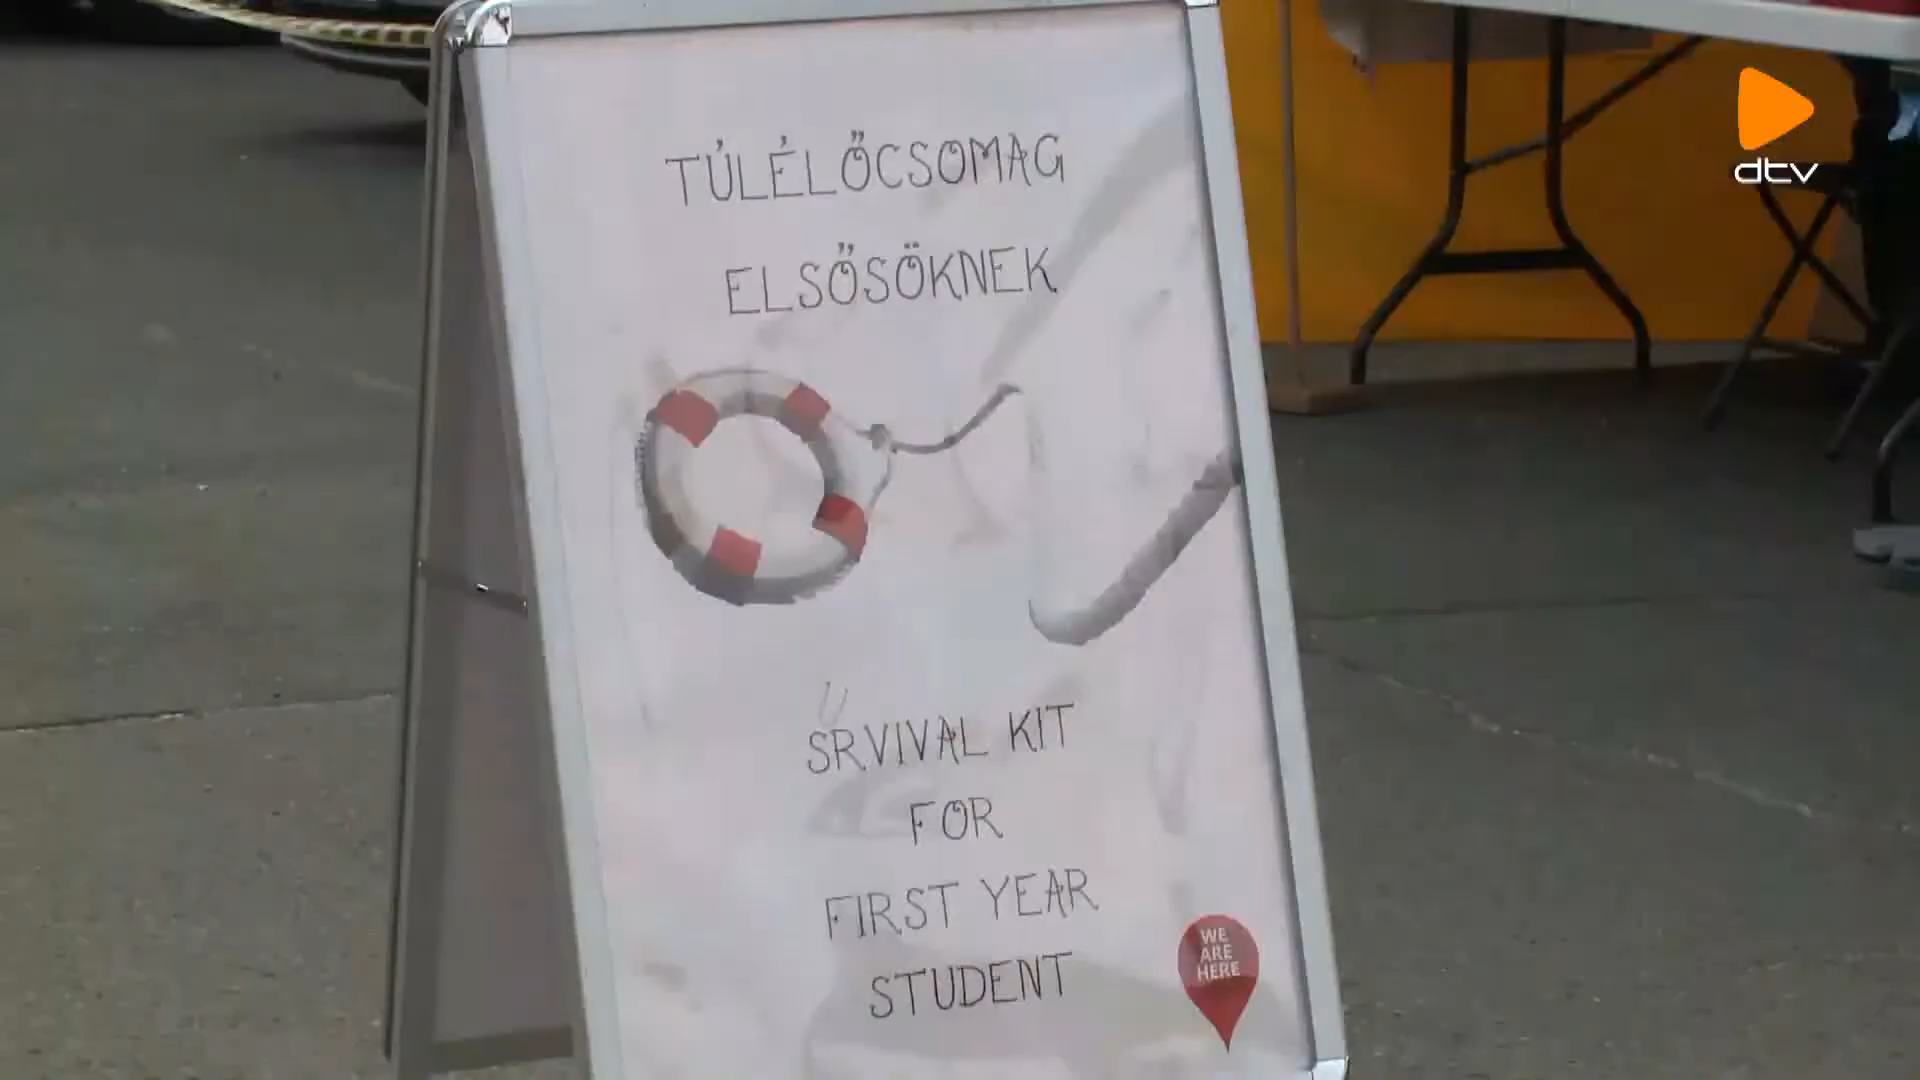 TÚLÉLŐCSOMAG
ELSŐSÖKNEK
U
SRVIVAL KIT
FOR
FIRST YEAR
STUDENT
WE
ARE
HERE
dtv